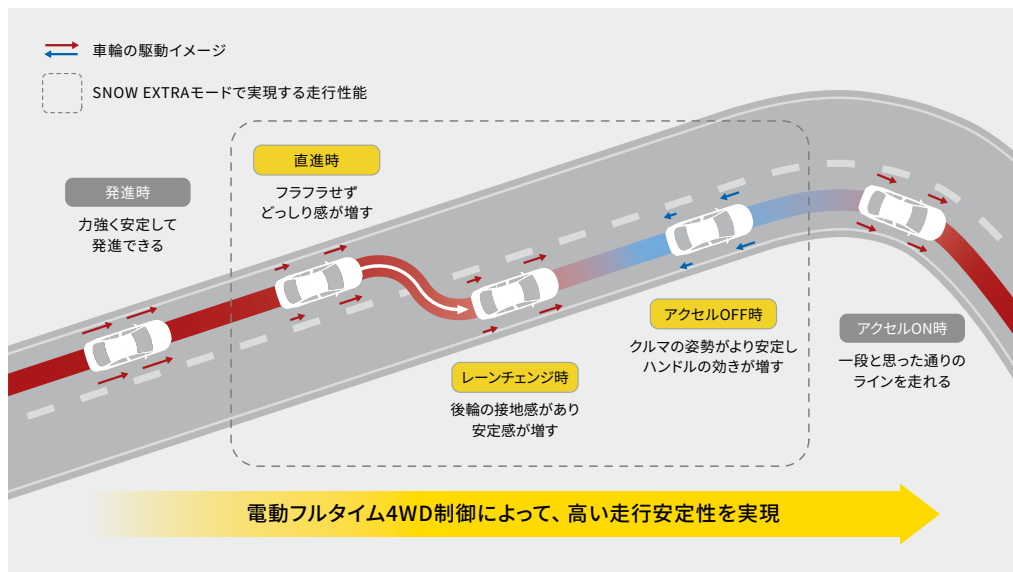 車輪の駆動イメージ
SNOW EXTRAモードで実現する走行性能
発進時
力強く安定して
発進できる
直進時
フラフラせず
どっしり感が増す
レーンチェンジ時
後輪の接地感があり
安定感が増す
アクセルOFF時
クルマの姿勢がより安定し
ハンドルの効きが増す
アクセルON時
一段と思った通りの
ラインを走れる
電動フルタイム4WD制御によって、高い走行安定性を実現